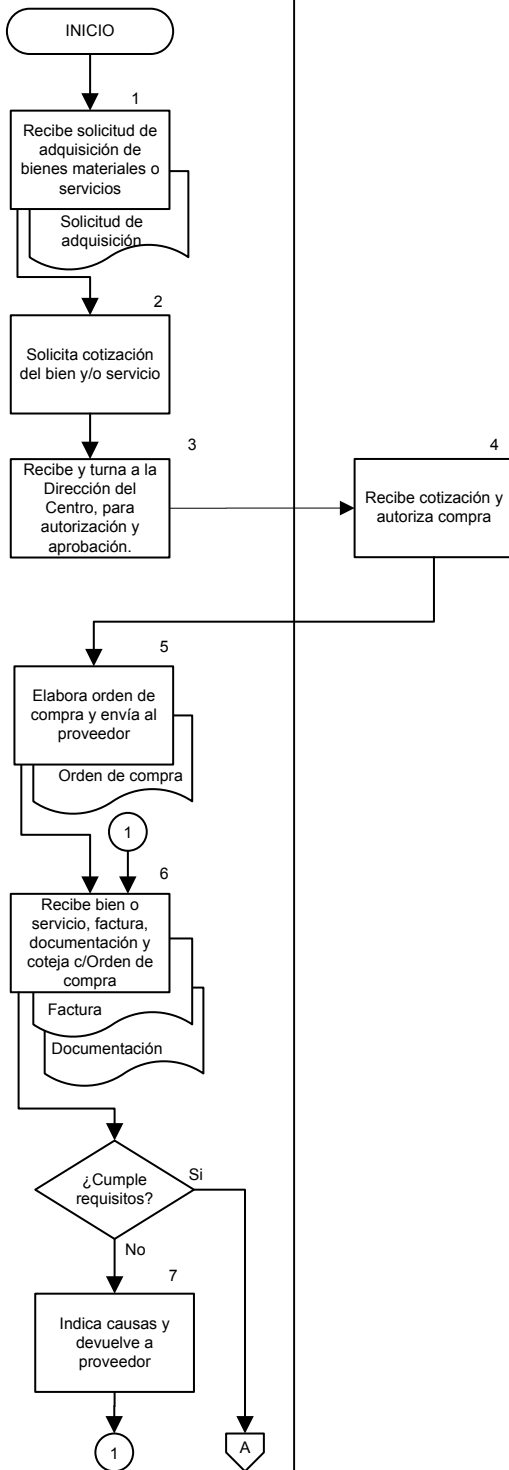 INICIO
1
Recibe solicitud de
adquisición de
bienes materiales o
servicios
Solicitud de
adquisición
2
Solicita cotización
del bien y/o servicio
3
Recibe y turna a la
Dirección del
Centro, para
autorización y
aprobación.
4
Recibe cotización y
autoriza compra
5
Elabora orden de
compra y envía al
proveedor
Orden de compra
1
6
Recibe bien o
servicio, factura,
documentación y
coteja c/Orden de
compra
Factura
Documentación
¿Cumple
requisitos?
Si
No
7
Indica causas y
devuelve a
proveedor
1
A